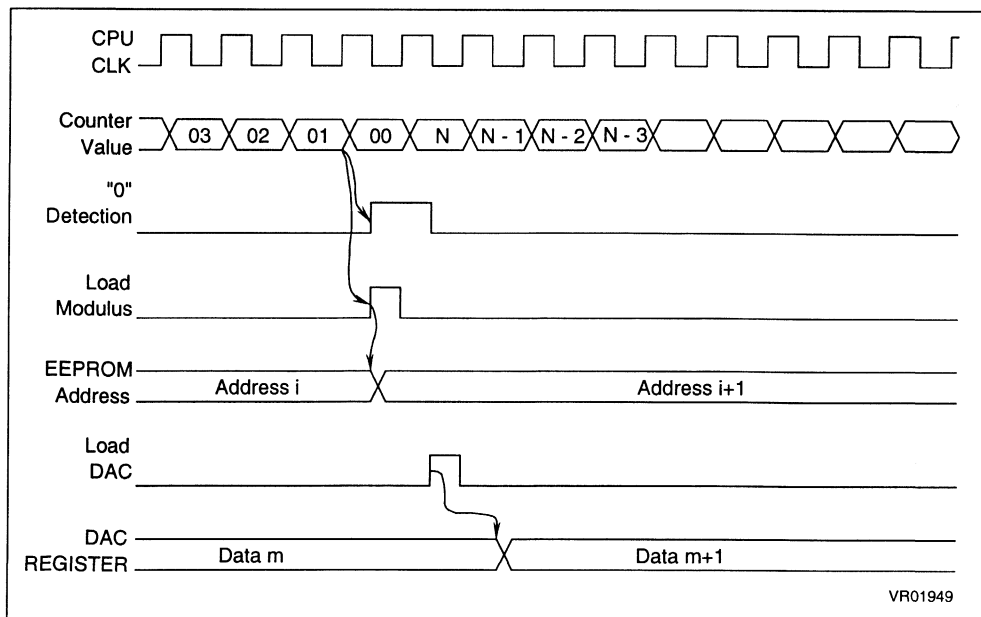 CPU
CLK
Counter
Value
03 02 01 00 N N - 1 N - 2 N - 3
"0"
Detection
Load
Modulus
EEPROM
Address
Address i Address i+1
Load
DAC
DAC
REGISTER
Data m Data m+1
VR01949